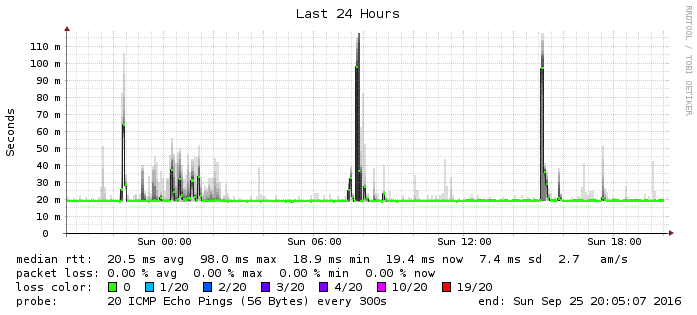 Last 24 Hours
RRDTOOL / TOBI OETIKER
Seconds
110 m
100 m
90 m
80 m
70 m
60 m
50 m
40 m
30 m
20 m
10 m
0
Sun 00:00 Sun 06:00 Sun 12:00 Sun 18:00
median rtt: 20.5 ms avg 98.0 ms max 18.9 ms min 19.4 ms now 7.4 ms sd 2.7 am/s
packet loss: 0.00 % avg 0.00 % max 0.00 % min 0.00 % now
loss color: 0 1/20 2/20 3/20 4/20 10/20 19/20
probe: 20 ICMP Echo Pings (56 Bytes) every 300s end: Sun Sep 25 20:05:07 2016